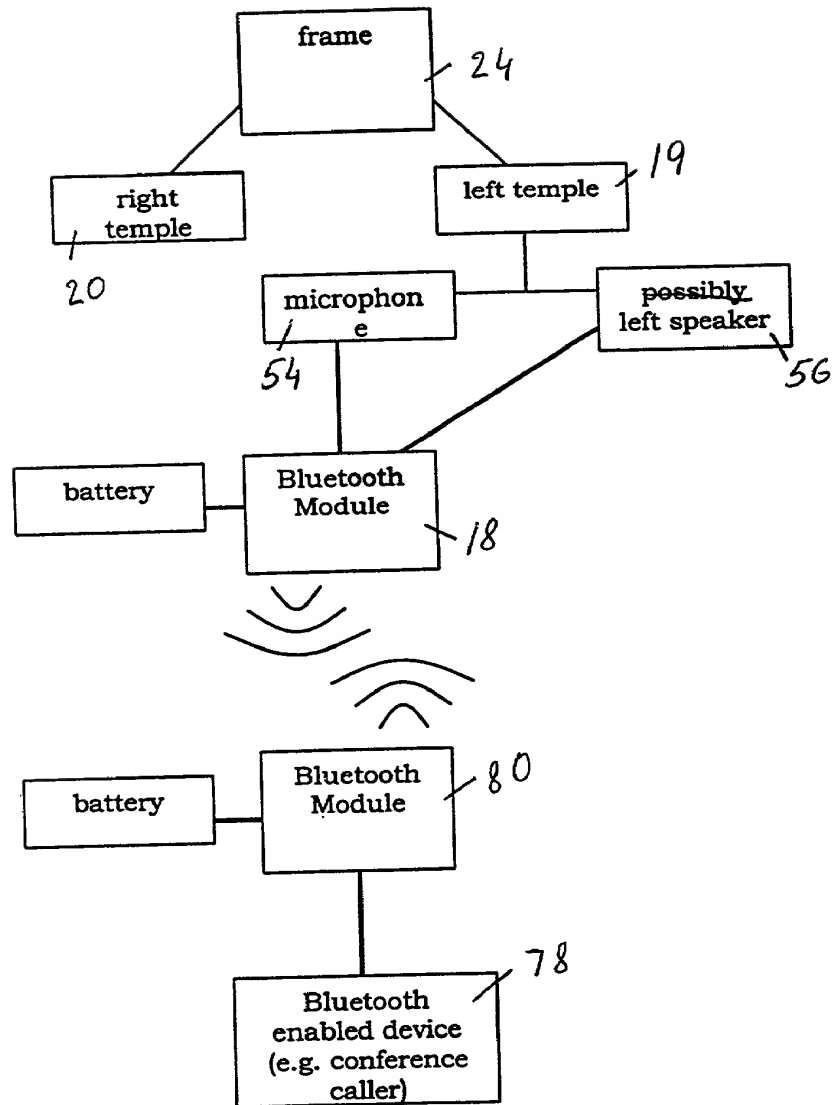 frame
24
right
temple
20
left temple
19
microphon
e
54
possibly
left speaker
56
battery
Bluetooth
Module
18
battery
Bluetooth
Module
80
Bluetooth
enabled device
(e.g. conference
caller)
78